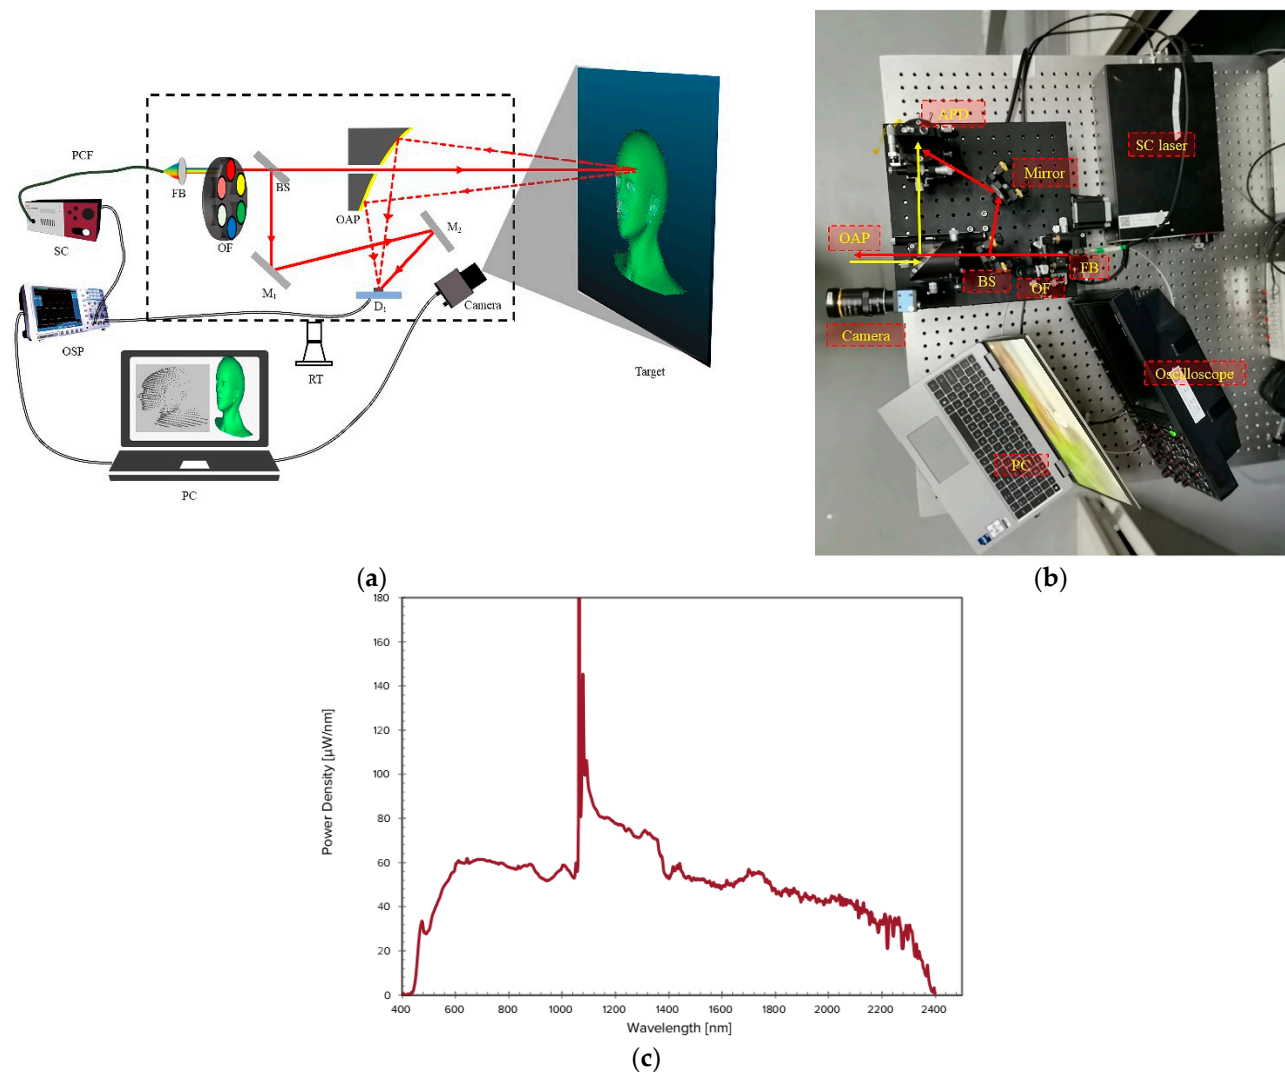 PCF
FB
BS
OAP
OF
SC
M2
M1
D1
Camera
OSP
RT
Target
PC
APD
SC laser
Mirror
OAP
FB
BS
OF
Camera
Oscilloscope
PC
(a)
(b)
180
160
140
120
100
80
60
40
20
0
Power Density [µW/nm]
400 600 800 1000 1200 1400 1600 1800 2000 2200 2400
Wavelength [nm]
(c)